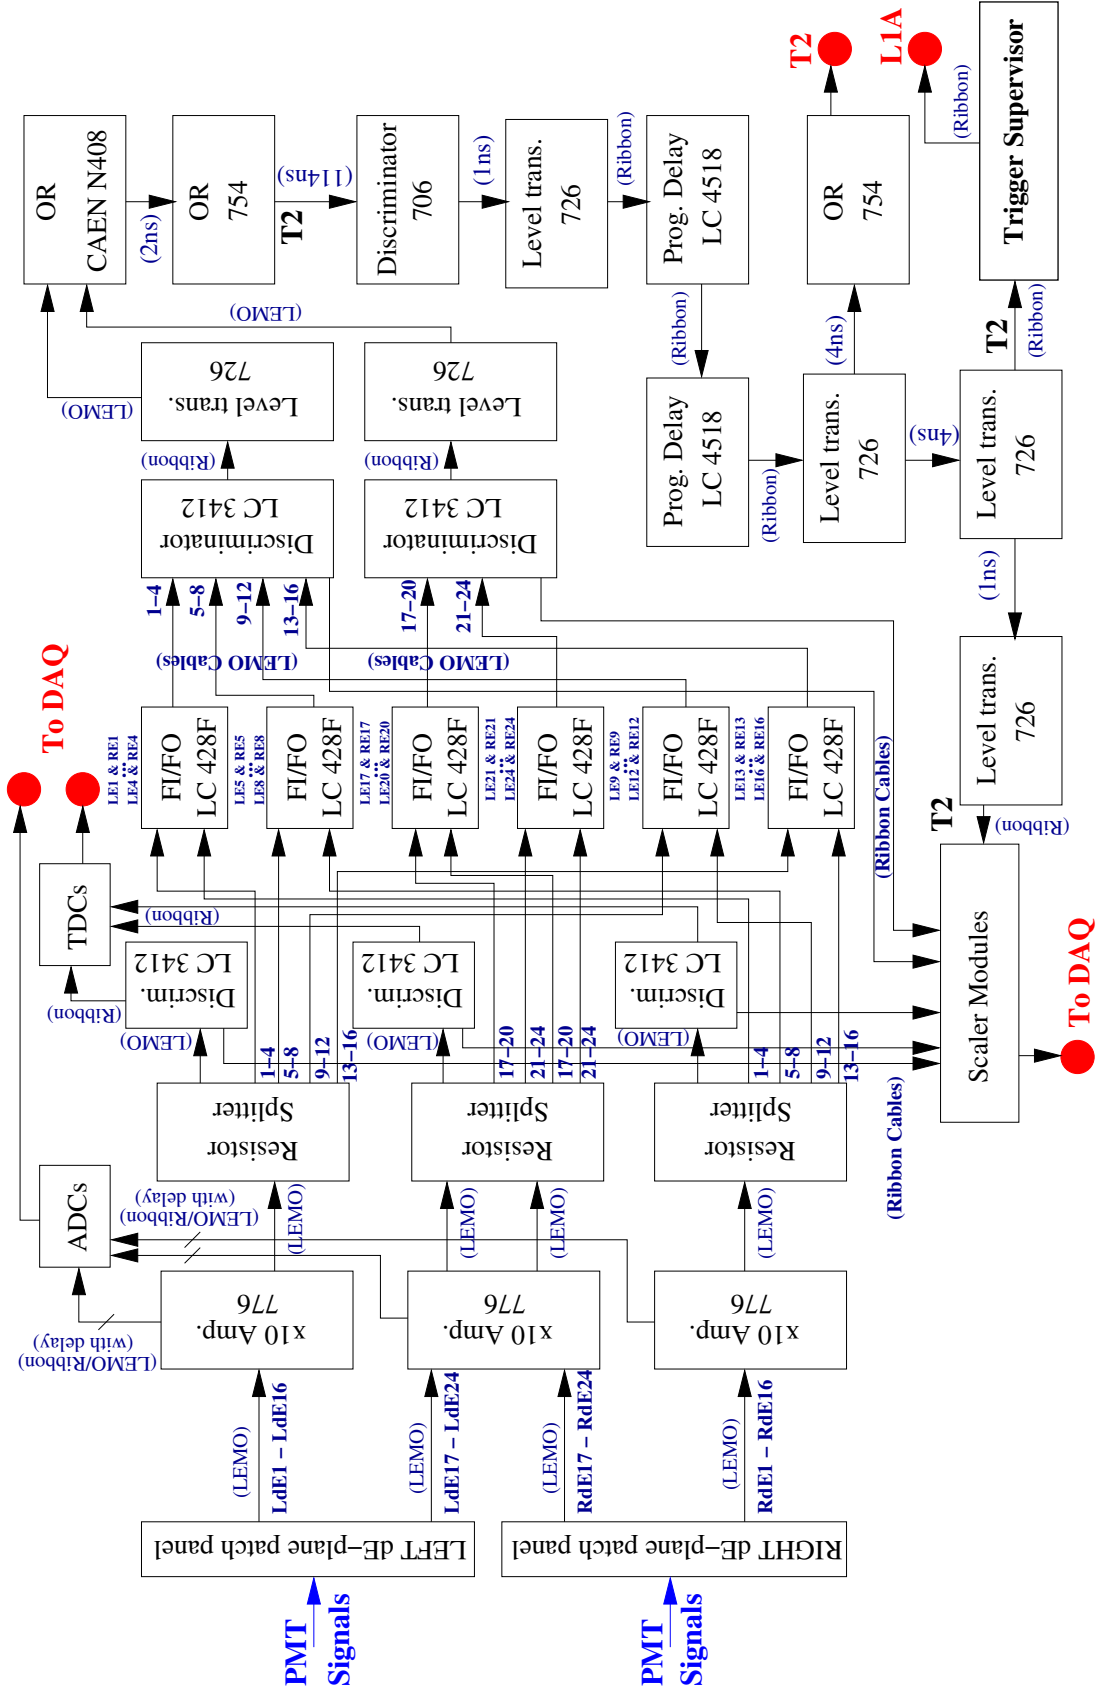 PMT
Signals
PMT
Signals
LEFT dE–plane patch panel
RIGHT dE–plane patch panel
(LEMO)
LdE1 – LdE16
(LEMO)
LdE17 – LdE24
(LEMO)
RdE17 – RdE24
(LEMO)
RdE1 – RdE16
x10 Amp.
776
x10 Amp.
776
x10 Amp.
776
(LEMO/Ribbon)
(with delay)
(LEMO/Ribbon)
(with delay)
ADCs
(LEMO)
(LEMO)
(LEMO)
(LEMO)
Resistor
Splitter
Resistor
Splitter
Resistor
Splitter
(LEMO)
(LEMO)
(LEMO)
1–4
5–8
9–12
13–16
17–20
21–24
17–20
21–24
1–4
5–8
9–12
13–16
(Ribbon Cables)
Discrim.
LC 3412
Discrim.
LC 3412
Discrim.
LC 3412
(Ribbon)
(Ribbon)
TDCs
To DAQ
LE1 & RE1
LE4 & RE4
FI/FO
LC 428F
LE5 & RE5
LE8 & RE8
FI/FO
LC 428F
LE17 & RE17
LE20 & RE20
FI/FO
LC 428F
LE21 & RE21
LE24 & RE24
FI/FO
LC 428F
LE9 & RE9
LE12 & RE12
FI/FO
LC 428F
LE13 & RE13
LE16 & RE16
FI/FO
LC 428F
(LEMO Cables)
(LEMO Cables)
(Ribbon Cables)
1–4
5–8
9–12
13–16
17–20
21–24
Discriminator
LC 3412
Discriminator
LC 3412
(Ribbon)
(Ribbon)
Level trans.
726
Level trans.
726
(LEMO)
(LEMO)
OR
CAEN N408
(2ns)
OR
754
T2
(114ns)
Discriminator
706
(1ns)
Level trans.
726
(Ribbon)
Prog. Delay
LC 4518
(Ribbon)
Prog. Delay
LC 4518
(Ribbon)
Level trans.
726
(4ns)
OR
754
T2
(4ns)
Level trans.
726
T2
(Ribbon)
Trigger Supervisor
(Ribbon)
L1A
(1ns)
Level trans.
726
T2
(Ribbon)
Scaler Modules
To DAQ